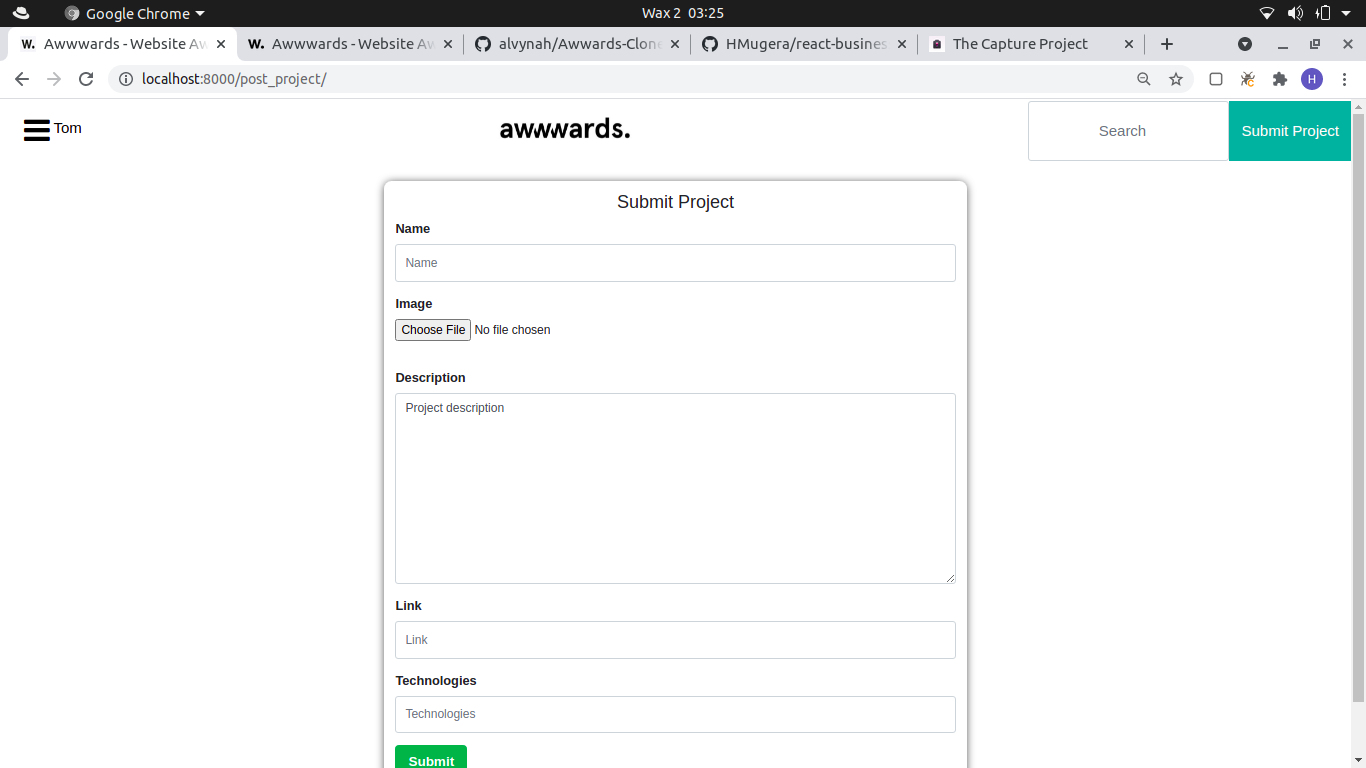 Google Chrome
Wax 2 03:25
W. Awwwards - Website Aw
W. Awwwards - Website Aw
alvynah/Awwards-Clone
HMugera/react-busines
The Capture Project
localhost:8000/post_project/
H
Tom
awwwards.
Search
Submit Project
Submit Project
Name
Name
Image
Choose File No file chosen
Description
Project description
Link
Link
Technologies
Technologies
Submit